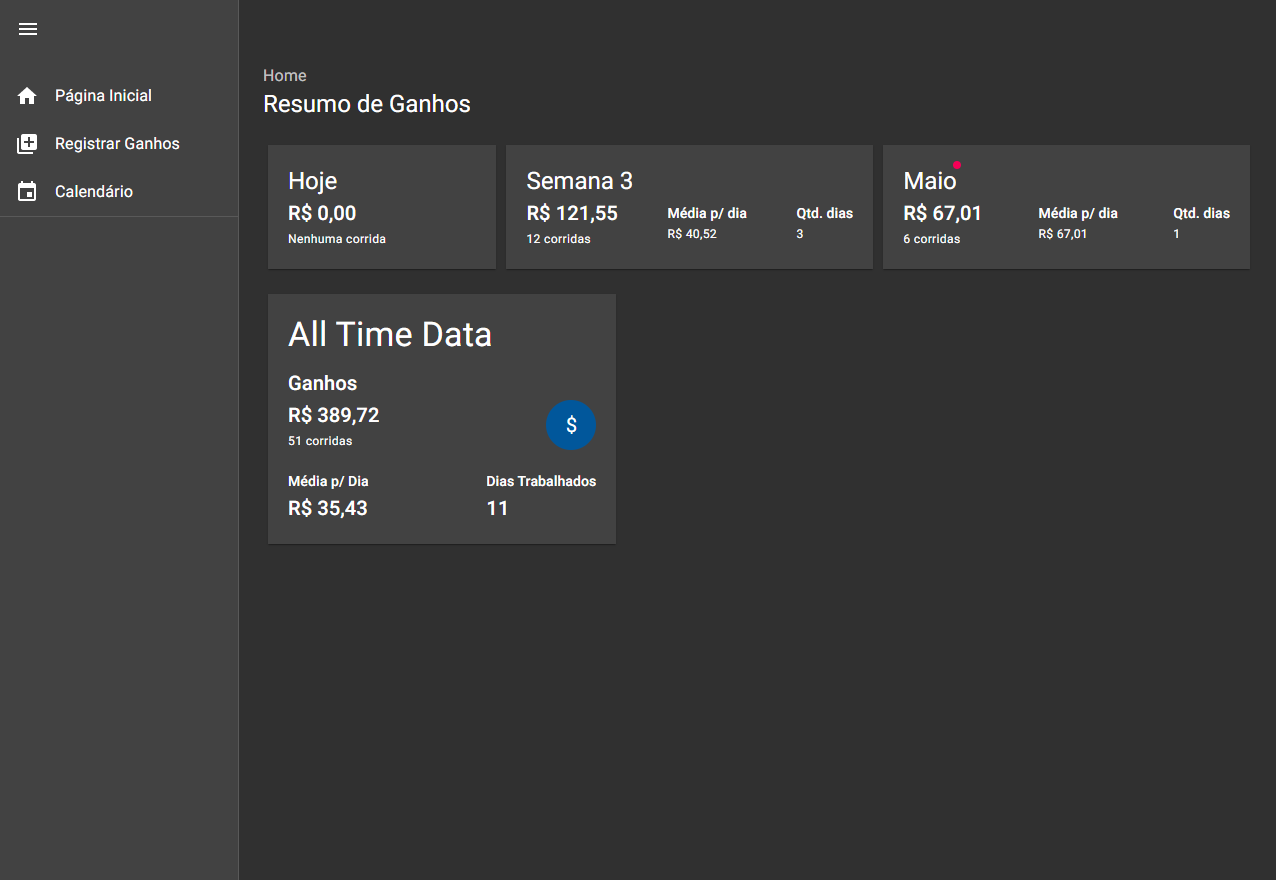 Página Inicial
Registrar Ganhos
Calendário
Home
Resumo de Ganhos
Hoje
R$ 0,00
Nenhuma corrida
Semana 3
R$ 121,55
12 corridas
Média p/ dia
R$ 40,52
Qtd. dias
3
Maio
R$ 67,01
6 corridas
Média p/ dia
R$ 67,01
Qtd. dias
1
All Time Data
Ganhos
R$ 389,72
51 corridas
$
Média p/ Dia
R$ 35,43
Dias Trabalhados
11